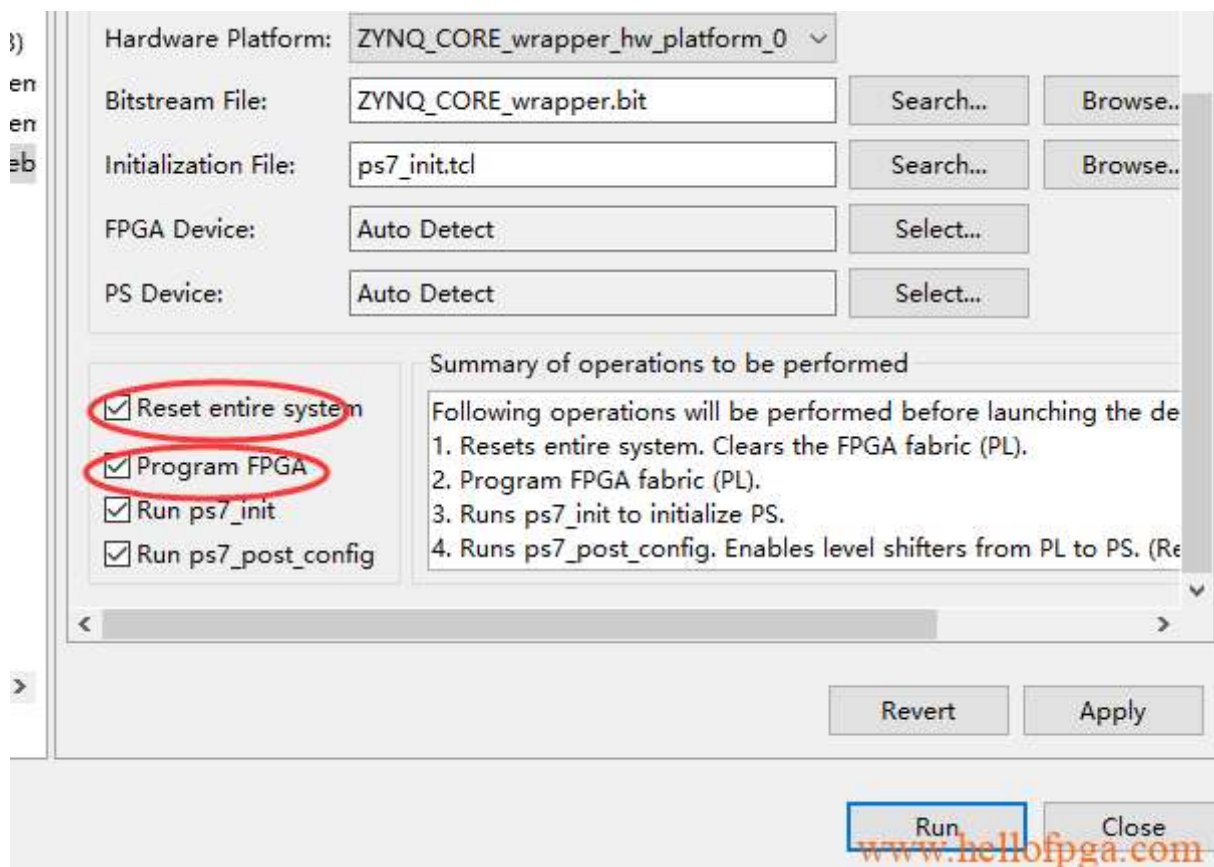 3)
Hardware Platform: ZYNQ_CORE_wrapper_hw_platform_0
en
Bitstream File: ZYNQ_CORE_wrapper.bit Search... Browse..
en
eb
Initialization File: ps7_init.tcl Search... Browse..
FPGA Device: Auto Detect Select...
PS Device: Auto Detect Select...
Summary of operations to be performed
Reset entire system
Program FPGA
Run ps7_init
Run ps7_post_config
Following operations will be performed before launching the de
1. Resets entire system. Clears the FPGA fabric (PL).
2. Program FPGA fabric (PL).
3. Runs ps7_init to initialize PS.
4. Runs ps7_post_config. Enables level shifters from PL to PS. (Re
Revert Apply
Run Close
www.hellofpga.com